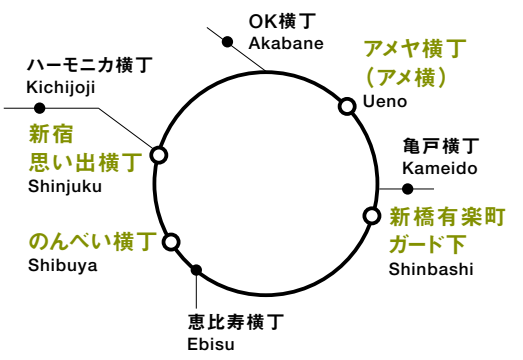 OK横丁
Akabane
アメヤ横丁
（アメ横）
Ueno
ハーモニカ横丁
Kichijoji
新宿
思い出横丁
Shinjuku
亀戸横丁
Kameido
新橋有楽町
ガード下
Shinbashi
のんべい横丁
Shibuya
恵比寿横丁
Ebisu